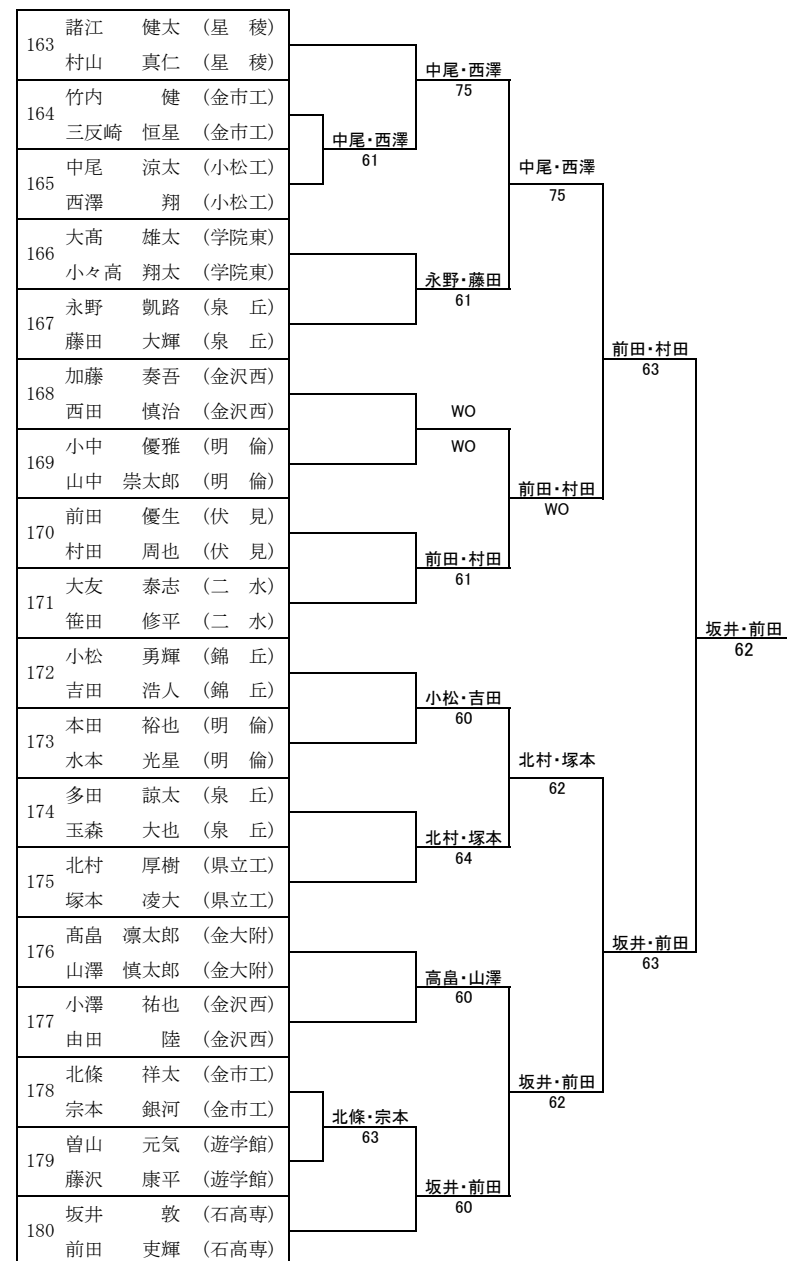 163
諸江 健太 (星 稜)
村山 真仁 (星 稜)
164
竹内 健 (金市工)
三反崎 恒星 (金市工)
165
中尾 涼太 (小松工)
西澤 翔 (小松工)
166
大髙 雄太 (学院東)
小々高 翔太 (学院東)
167
永野 凱路 (泉 丘)
藤田 大輝 (泉 丘)
168
加藤 奏吾 (金沢西)
西田 慎治 (金沢西)
169
小中 優雅 (明 倫)
山中 崇太郎 (明 倫)
170
前田 優生 (伏 見)
村田 周也 (伏 見)
171
大友 泰志 (二 水)
笹田 修平 (二 水)
172
小松 勇輝 (錦 丘)
吉田 浩人 (錦 丘)
173
本田 裕也 (明 倫)
水本 光星 (明 倫)
174
多田 諒太 (泉 丘)
玉森 大也 (泉 丘)
175
北村 厚樹 (県立工)
塚本 凌大 (県立工)
176
髙畠 凛太郎 (金大附)
山澤 慎太郎 (金大附)
177
小澤 祐也 (金沢西)
由田 陸 (金沢西)
178
北條 祥太 (金市工)
宗本 銀河 (金市工)
179
曽山 元気 (遊学館)
藤沢 康平 (遊学館)
180
坂井 敦 (石高専)
前田 吏輝 (石高専)
中尾・西澤
61
北條・宗本
63
中尾・西澤
75
永野・藤田
61
WO
WO
前田・村田
61
小松・吉田
60
北村・塚本
64
高畠・山澤
60
坂井・前田
60
中尾・西澤
75
前田・村田
WO
北村・塚本
62
坂井・前田
62
前田・村田
63
坂井・前田
63
坂井・前田
62